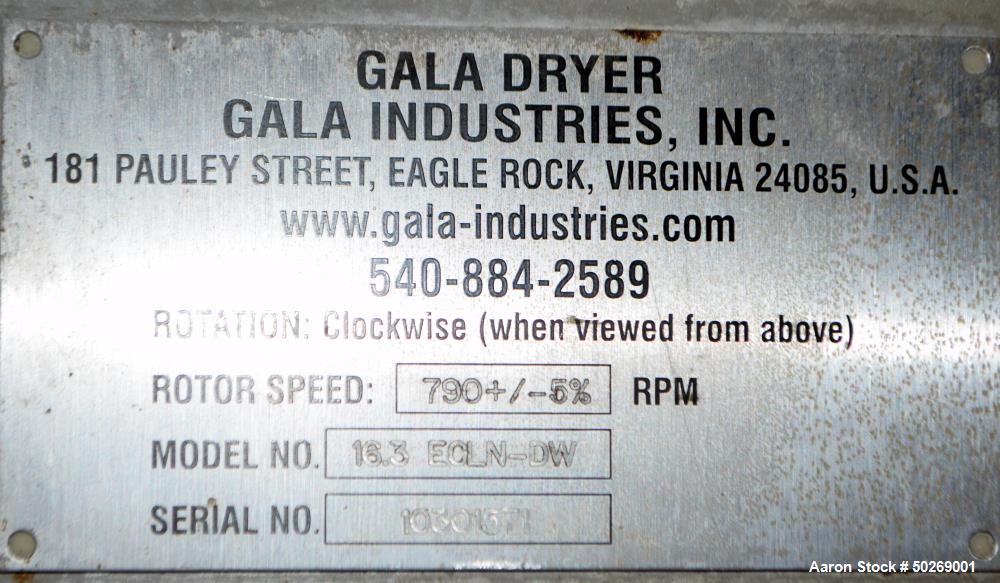 GALA DRYER
GALA INDUSTRIES, INC.
181 PAULEY STREET, EAGLE ROCK, VIRGINIA 24085, U.S.A.
www.gala-industries.com
540-884-2589
ROTATION: Clockwise (when viewed from above)
ROTOR SPEED: 790+/-5% RPM
MODEL NO. 16.3 ECLN-DW
SERIAL NO.
Aaron Stock # 50269001